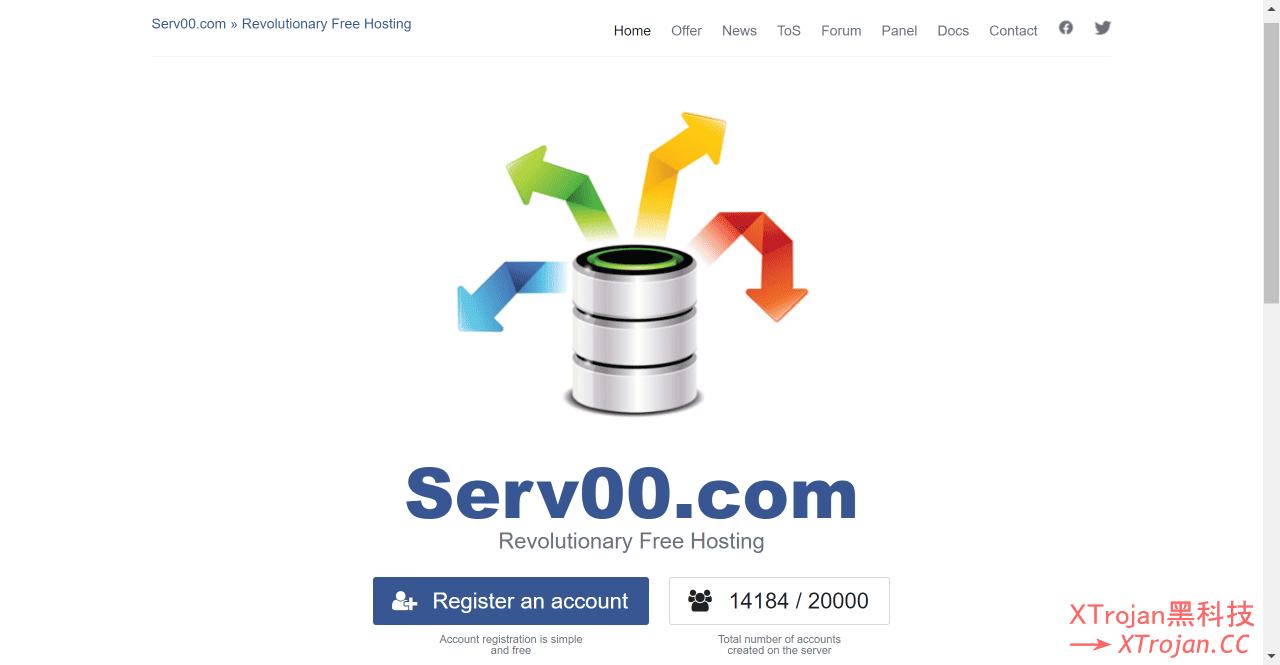 Serv00.com » Revolutionary Free Hosting
Home Offer News ToS Forum Panel Docs Contact
Serv00.com
Revolutionary Free Hosting
Register an account
14184 / 20000
Account registration is simple
and free
Total number of accounts
created on the server
XTrojan黑科技
XTrojan.CC